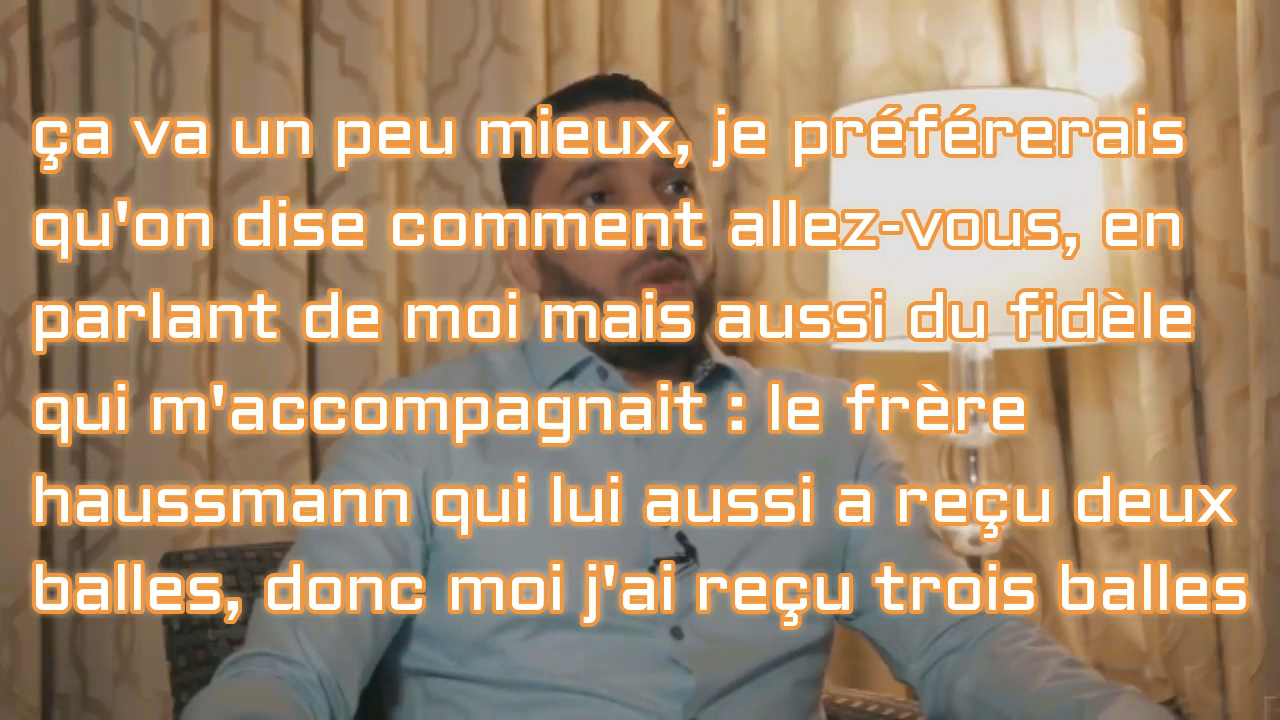 ça va un peu mieux, je préférerais
qu'on dise comment allez-vous, en
parlant de moi mais aussi du fidèle
qui m'accompagnait : le frère
haussmann qui lui aussi a reçu deux
balles, donc moi j'ai reçu trois balles